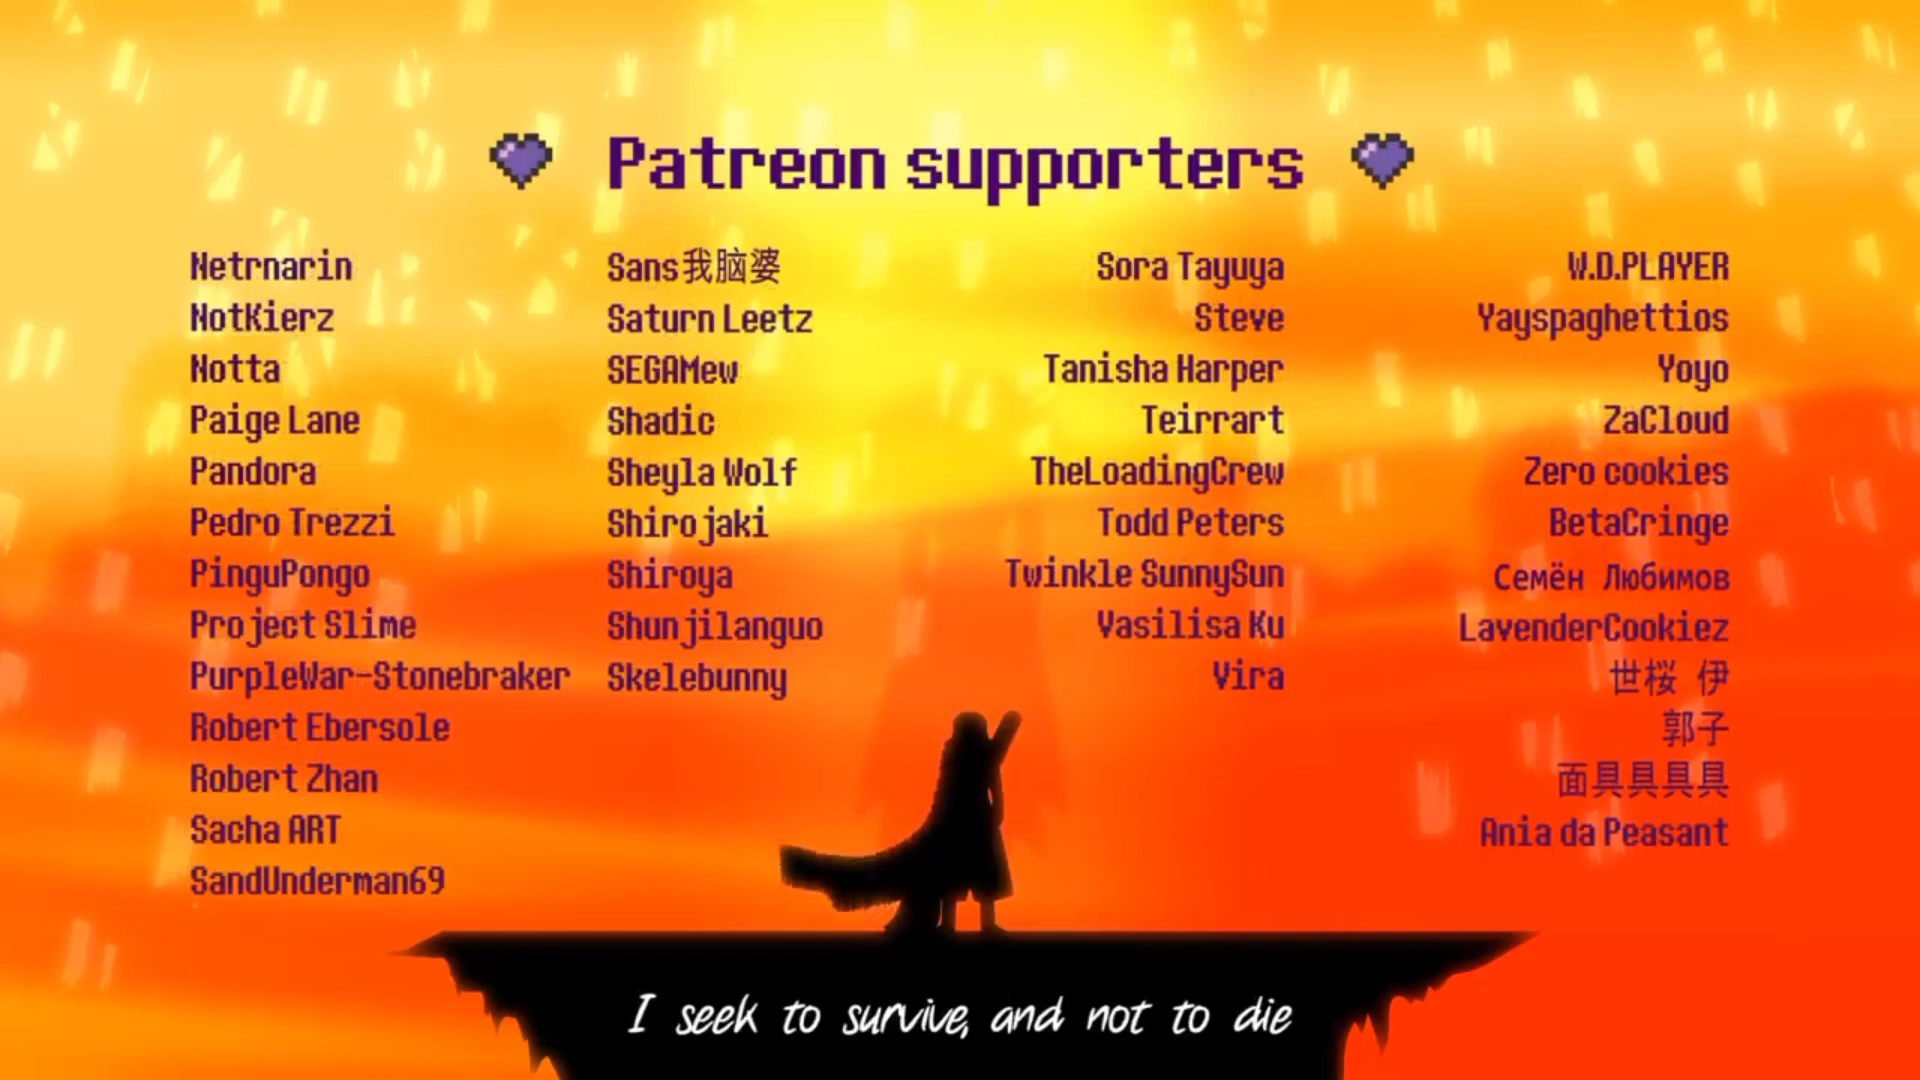 Patreon supporters
Netrnarin
NotKierz
Notta
Paige Lane
Pandora
Pedro Trezzi
PinguPongo
Project Slime
PurpleWar-Stonebraker
Robert Ebersole
Robert Zhan
Sacha ART
SandUnderman69
Sans我脑婆
Saturn Leetz
SEGAMew
Shadic
Sheyla Wolf
Shirojaki
Shiroya
Shunjilanguo
Skelebunny
Sora Tayuya
Steve
Tanisha Harper
Teirrart
TheLoadingCrew
Todd Peters
Twinkle SunnySun
Vasilisa Ku
Vira
W.D.PLAYER
Yayspaghettios
Yoyo
ZaCloud
Zero cookies
BetaCringe
Семён Любимов
LavenderCookiez
世桜 伊
郭子
面具具具具
Ania da Peasant
I seek to survive, and not to die